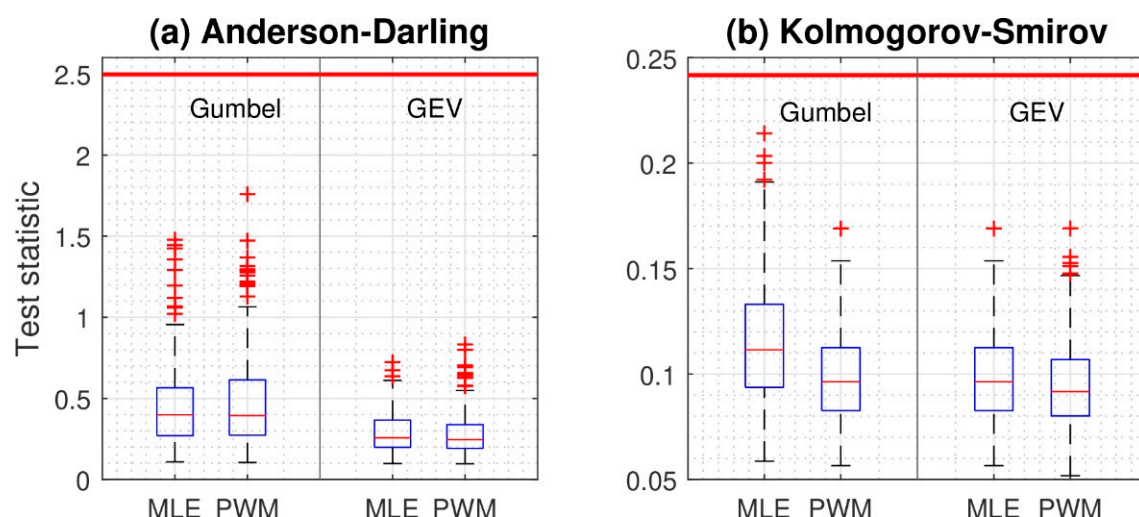 (a) Anderson-Darling
2.5
2
1.5
1
0.5
0
Test statistic
Gumbel
GEV
MLE PWM
MLE PWM
(b) Kolmogorov-Smirov
0.25
0.2
0.15
0.1
0.05
Gumbel
GEV
MLE PWM
MLE PWM